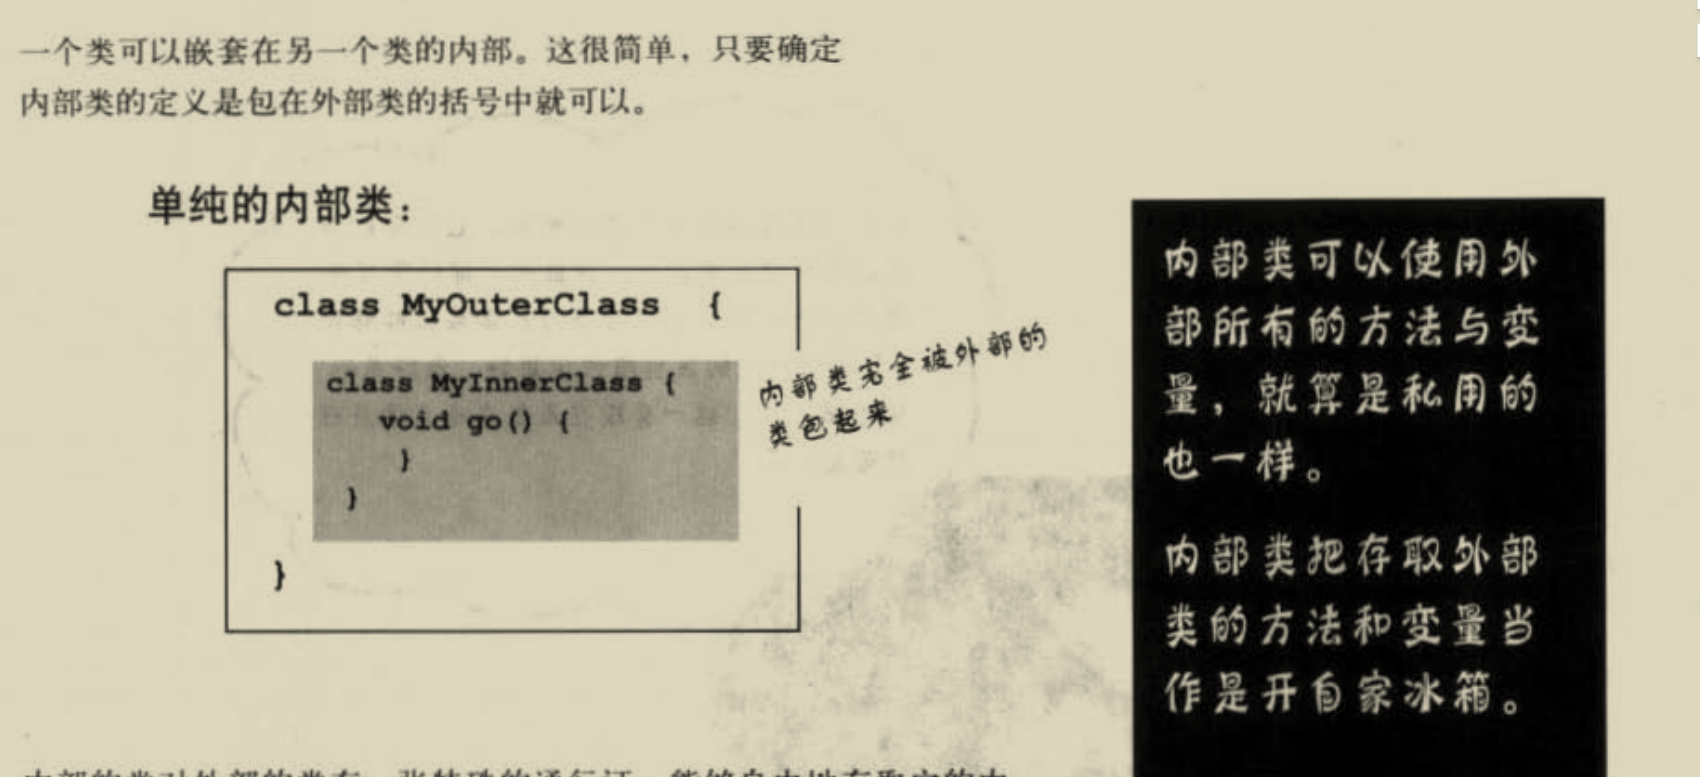 一个类可以嵌套在另一个类的内部。这很简单，只要确定
内部类的定义是包在外部类的括号中就可以。
单纯的内部类：
class MyOuterClass {
class MyInnerClass {
void go() {
}
}
}
内部类完全被外部的
类包起来
内部类可以使用外
部所有的方法与变
量，就算是私用的
也一样。
内部类把存取外部
类的方法和变量当
作是开自家冰箱。